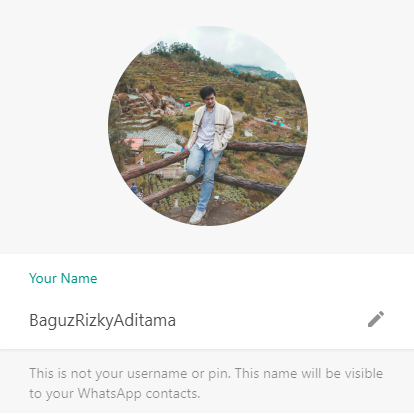 Your Name
BaguzRizkyAditama
This is not your username or pin. This name will be visible
to your WhatsApp contacts.